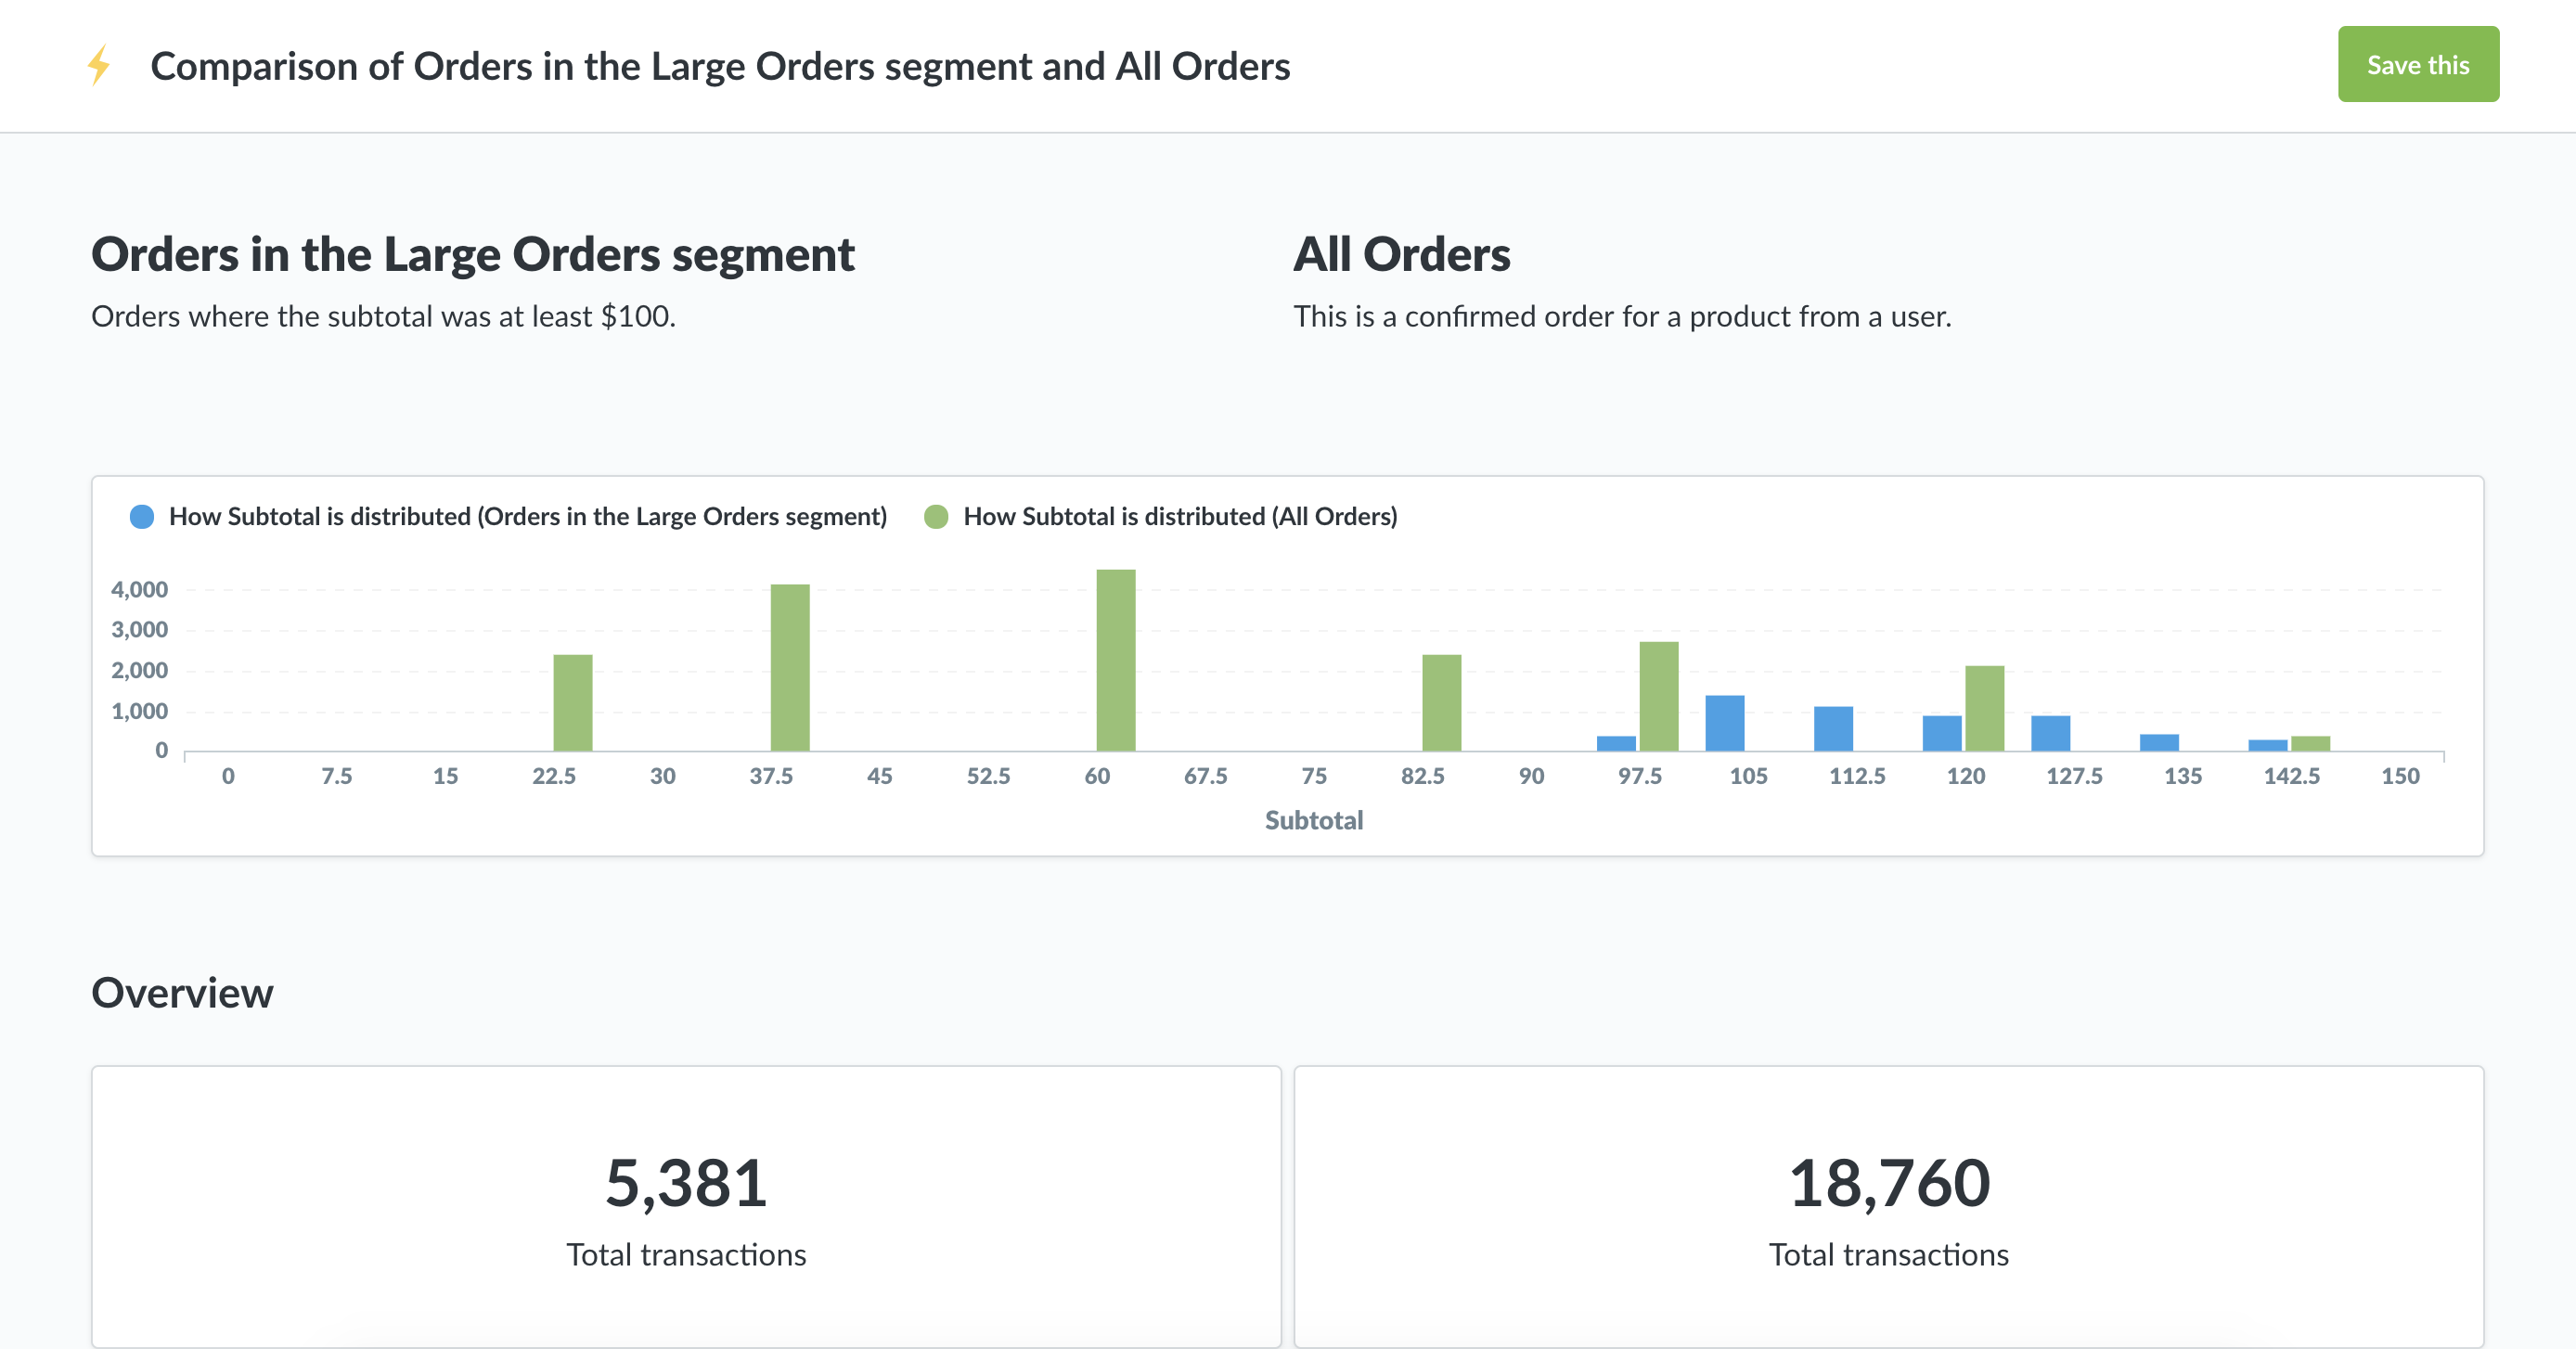 Comparison of Orders in the Large Orders segment and All Orders
Save this
Orders in the Large Orders segment
Orders where the subtotal was at least $100.
All Orders
This is a confirmed order for a product from a user.
How Subtotal is distributed (Orders in the Large Orders segment)
How Subtotal is distributed (All Orders)
4,000
3,000
2,000
1,000
0
0 7.5 15 22.5 30 37.5 45 52.5 60 67.5 75 82.5 90 97.5 105 112.5 120 127.5 135 142.5 150
Subtotal
Overview
5,381
Total transactions
18,760
Total transactions